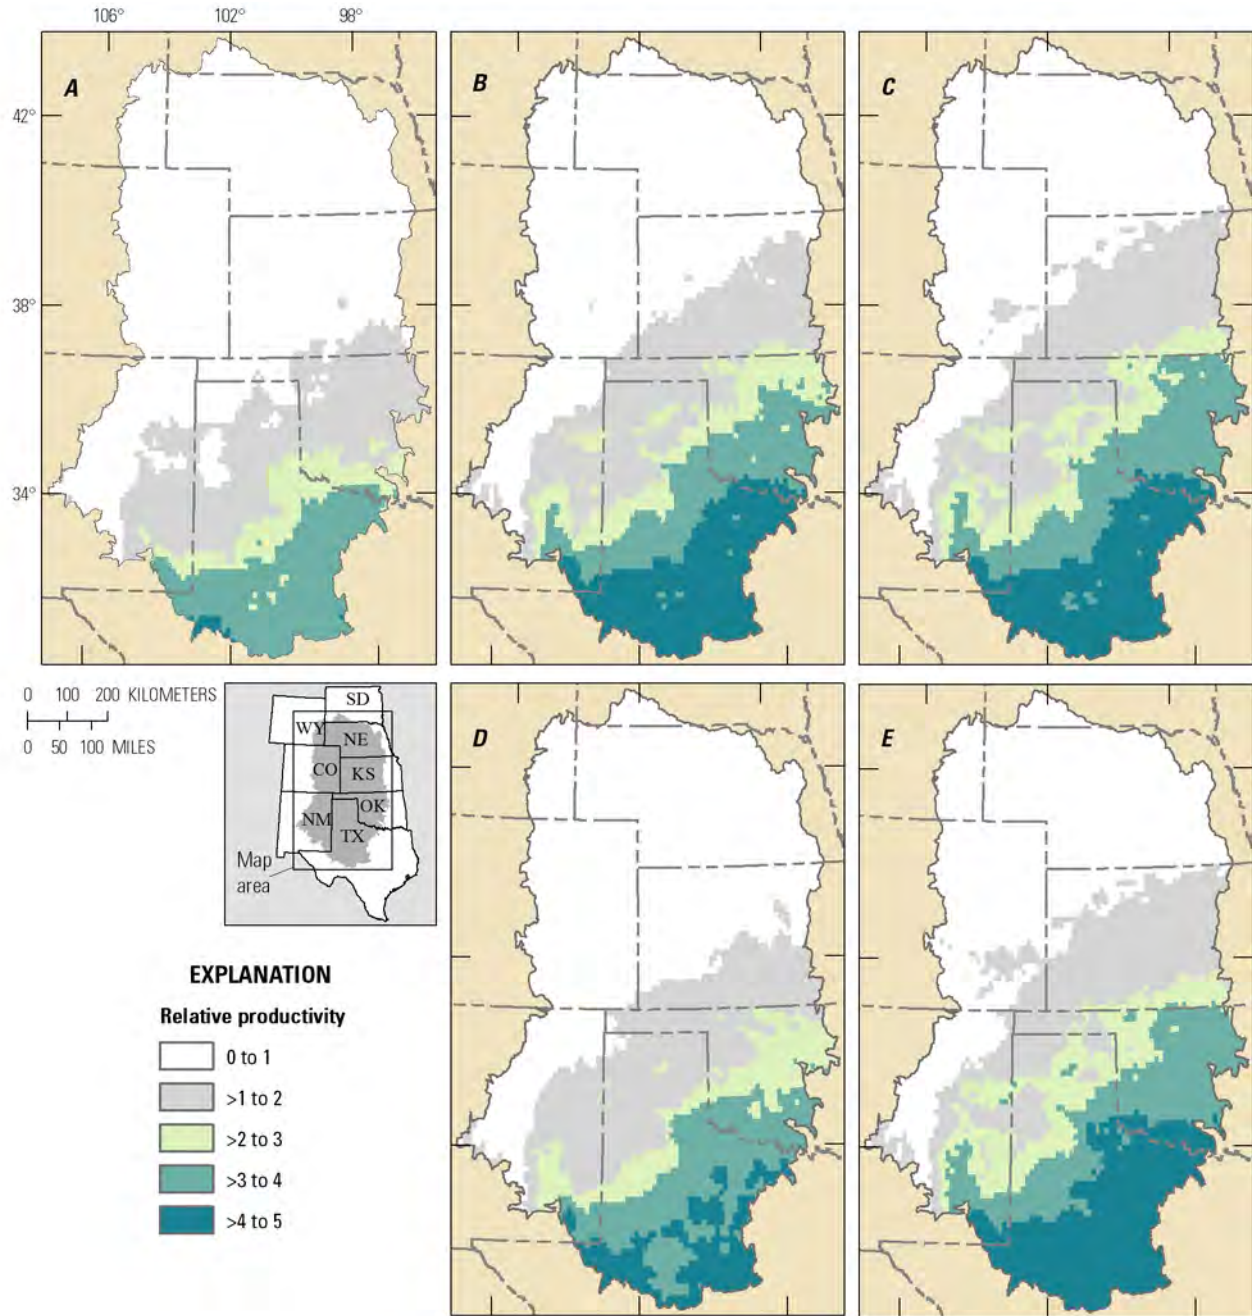 106° 102° 98°
A
B
C
42°
38°
34°
0 100 200 KILOMETERS
0 50 100 MILES
SD
WY
NE
CO
KS
OK
NM
TX
Map
area
D
E
EXPLANATION
Relative productivity
0 to 1
>1 to 2
>2 to 3
>3 to 4
>4 to 5